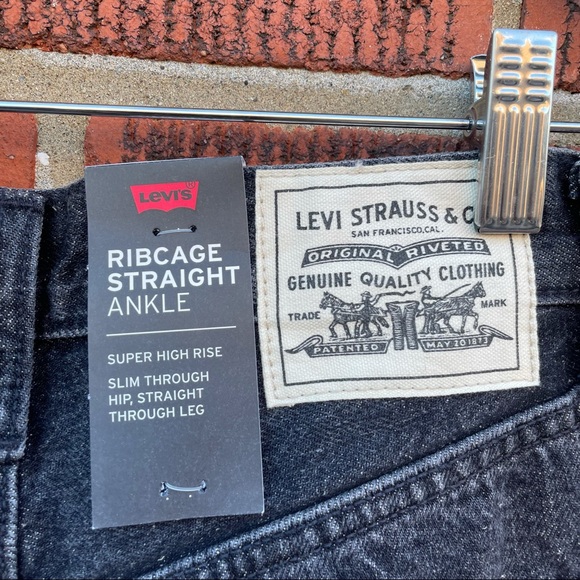 LEVI'S
RIBCAGE
STRAIGHT
ANKLE
SUPER HIGH RISE
SLIM THROUGH
HIP, STRAIGHT
THROUGH LEG
LEVI STRAUSS & C
SAN FRANCISCO, CAL.
ORIGINAL RIVETED
GENUINE QUALITY CLOTHING
TRADE MARK
PATENTED MAY 20 1873